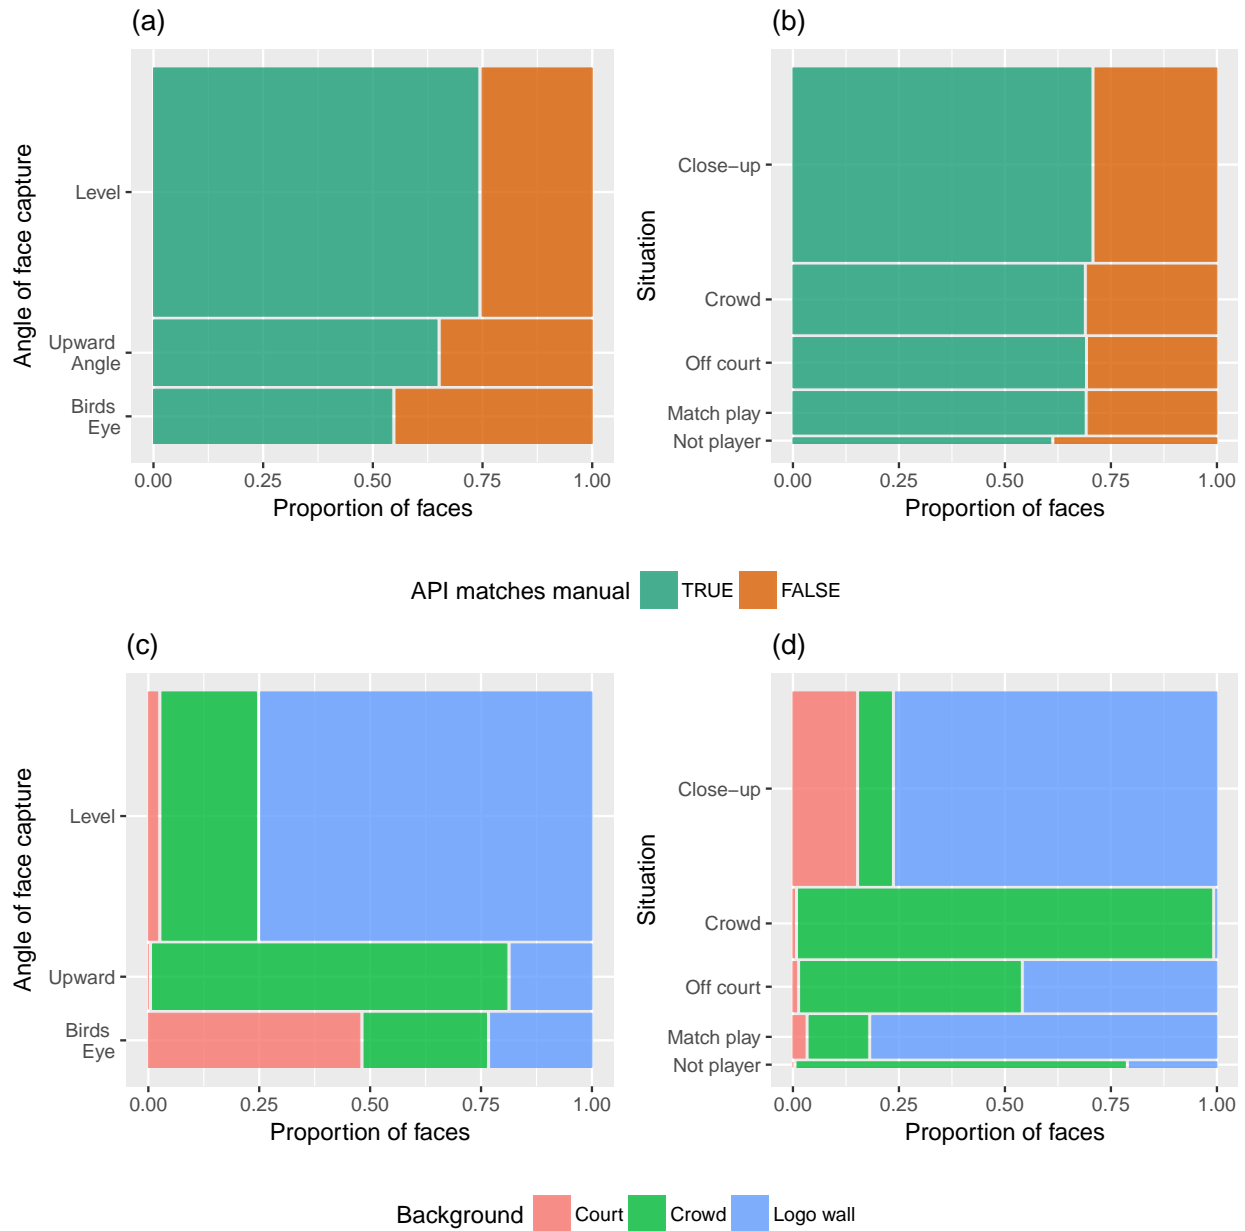 (a)
Angle of face capture
Level
Upward
Angle
Birds
Eye
0.00 0.25 0.50 0.75 1.00
Proportion of faces
(b)
Situation
Close−up
Crowd
Off court
Match play
Not player
0.00 0.25 0.50 0.75 1.00
Proportion of faces
API matches manual TRUE FALSE
(c)
Angle of face capture
Level
Upward
Birds
Eye
0.00 0.25 0.50 0.75 1.00
Proportion of faces
(d)
Situation
Close−up
Crowd
Off court
Match play
Not player
0.00 0.25 0.50 0.75 1.00
Proportion of faces
Background Court Crowd Logo wall